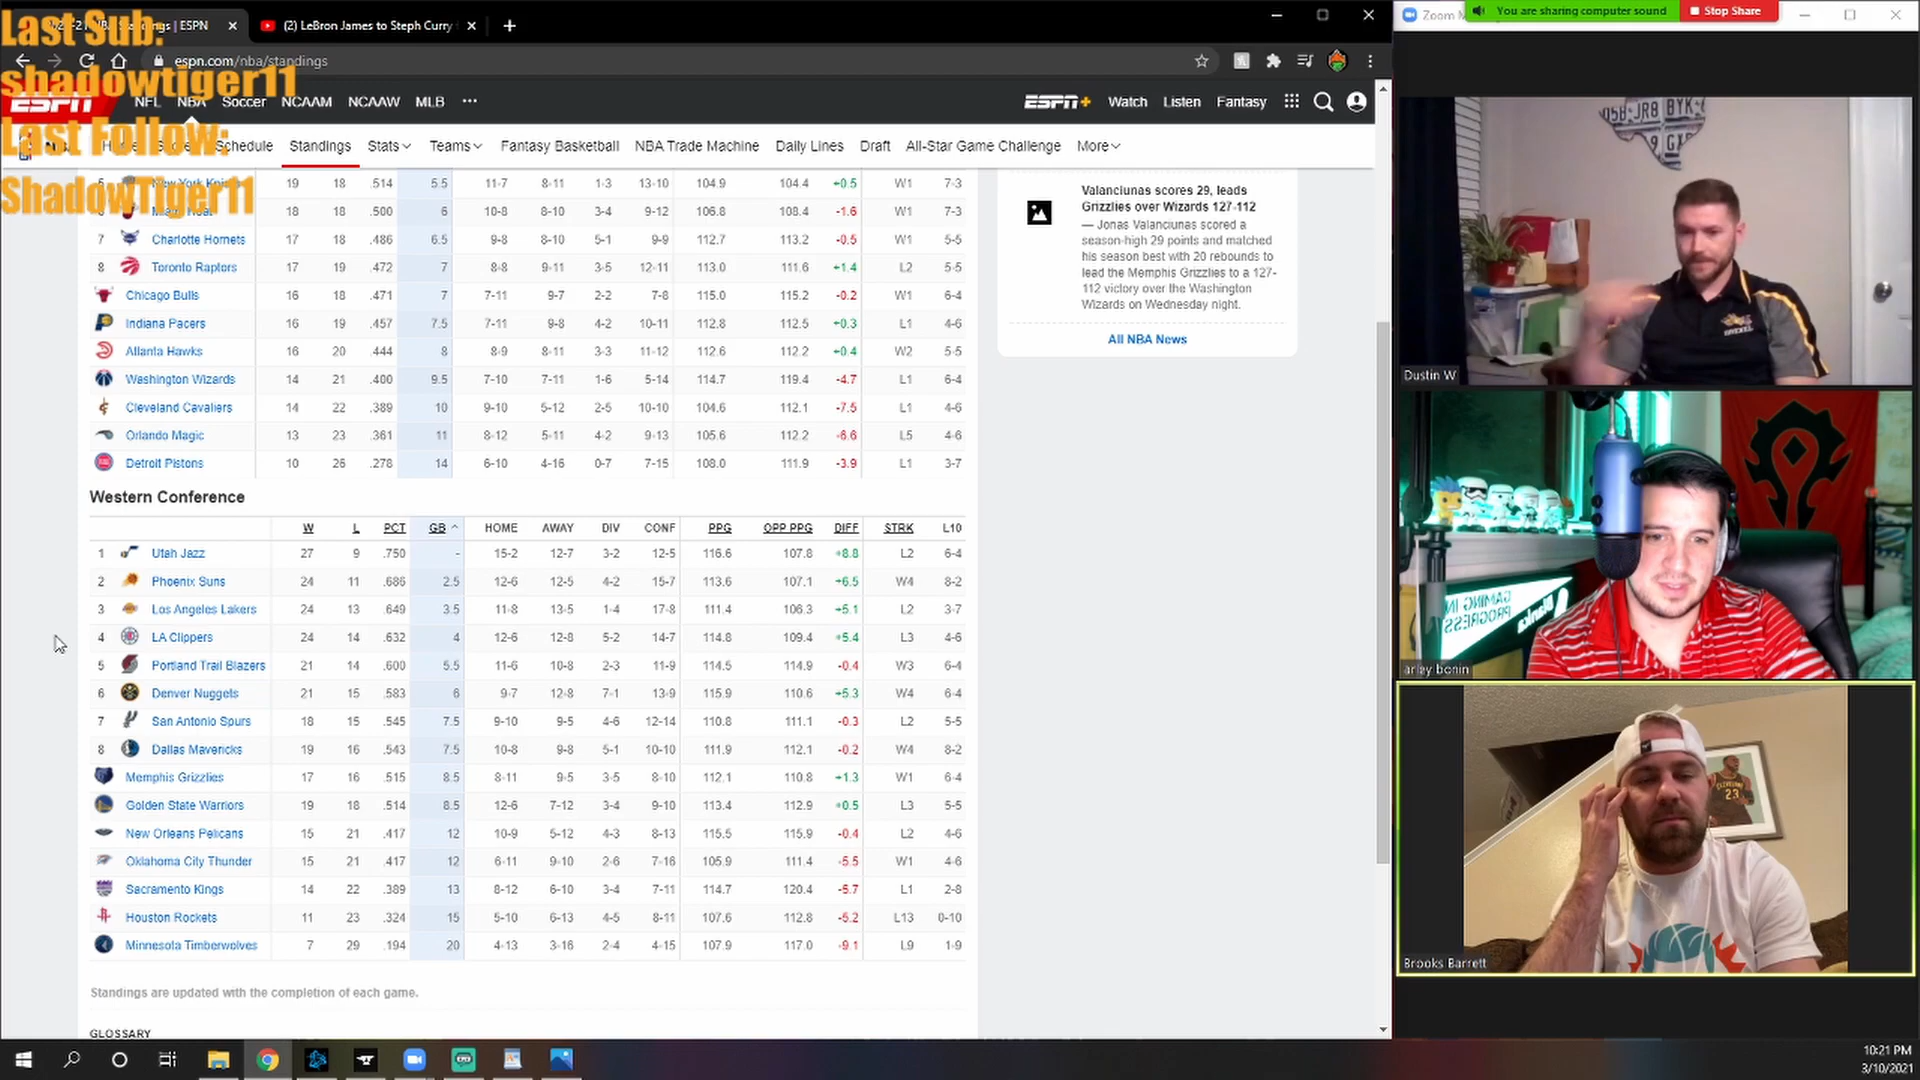 Last Sub:
shadowtiger11
Last Follow:
ShadowTiger11
| ESPN
(2) LeBron James to Steph Curry
espn.com/nba/standings
ESPN NFL NBA Soccer NCAAM NCAAW MLB
ESPN+ Watch Listen Fantasy
Schedule Standings Stats Teams Fantasy Basketball NBA Trade Machine Daily Lines Draft All-Star Game Challenge More
New York 19 18 .514 5.5 11-7 8-11 1-3 13-10 104.9 104.4 +0.5 W1 7-3
18 18 .500 6 10-8 8-10 3-4 9-12 106.8 108.4 -1.6 W1 7-3
7 Charlotte Hornets 17 18 .486 6.5 9-8 8-10 5-1 9-9 112.7 113.2 -0.5 W1 5-5
8 Toronto Raptors 17 19 .472 7 8-8 9-11 3-5 12-11 113.0 111.6 +1.4 L2 5-5
Chicago Bulls 16 18 .471 7 7-11 9-7 2-2 7-8 115.0 115.2 -0.2 W1 6-4
Indiana Pacers 16 19 .457 7.5 7-11 9-8 4-2 10-11 112.8 112.5 +0.3 L1 4-6
Atlanta Hawks 16 20 .444 8 8-9 8-11 3-3 11-12 112.6 112.2 +0.4 W2 5-5
Washington Wizards 14 21 .400 9.5 7-10 7-11 1-6 5-14 114.7 119.4 -4.7 L1 6-4
Cleveland Cavaliers 14 22 .389 10 9-10 5-12 2-5 10-10 104.6 112.1 -7.5 L1 4-6
Orlando Magic 13 23 .361 11 8-12 5-11 4-2 9-13 105.6 112.2 -6.6 L5 4-6
Detroit Pistons 10 26 .278 14 6-10 4-16 0-7 7-15 108.0 111.9 -3.9 L1 3-7
Western Conference
W L PCT GB HOME AWAY DIV CONF PPG OPP PPG DIFF STRK L10
1 Utah Jazz 27 9 .750 - 15-2 12-7 3-2 12-5 116.6 107.8 +8.8 L2 6-4
2 Phoenix Suns 24 11 .686 2.5 12-6 12-5 4-2 15-7 113.6 107.1 +6.5 W4 8-2
3 Los Angeles Lakers 24 13 .649 3.5 11-8 13-5 1-4 17-8 111.4 106.3 +5.1 L2 3-7
4 LA Clippers 24 14 .632 4 12-6 12-8 5-2 14-7 114.8 109.4 +5.4 L3 4-6
5 Portland Trail Blazers 21 14 .600 5.5 11-6 10-8 2-3 11-9 114.5 114.9 -0.4 W3 6-4
6 Denver Nuggets 21 15 .583 6 9-7 12-8 7-1 13-9 115.9 110.6 +5.3 W4 6-4
7 San Antonio Spurs 18 15 .545 7.5 9-10 9-5 4-6 12-14 110.8 111.1 -0.3 L2 5-5
8 Dallas Mavericks 19 16 .543 7.5 10-8 9-8 5-1 10-10 111.9 112.1 -0.2 W4 8-2
Memphis Grizzlies 17 16 .515 8.5 8-11 9-5 3-5 8-10 112.1 110.8 +1.3 W1 6-4
Golden State Warriors 19 18 .514 8.5 12-6 7-12 3-4 9-10 113.4 112.9 +0.5 L3 5-5
New Orleans Pelicans 15 21 .417 12 10-9 5-12 4-3 8-13 115.5 115.9 -0.4 L2 4-6
Oklahoma City Thunder 15 21 .417 12 6-11 9-10 2-6 7-16 105.9 111.4 -5.5 W1 4-6
Sacramento Kings 14 22 .389 13 8-12 6-10 3-4 7-11 114.7 120.4 -5.7 L1 2-8
Houston Rockets 11 23 .324 15 5-10 6-13 4-5 8-11 107.6 112.8 -5.2 L13 0-10
Minnesota Timberwolves 7 29 .194 20 4-13 3-16 2-4 4-15 107.9 117.0 -9.1 L9 1-9
Standings are updated with the completion of each game.
GLOSSARY
Valanciunas scores 29, leads
Grizzlies over Wizards 127-112
— Jonas Valanciunas scored a
season-high 29 points and matched
his season best with 20 rebounds to
lead the Memphis Grizzlies to a 127-
112 victory over the Washington
Wizards on Wednesday night.
All NBA News
Zoom M
You are sharing computer sound
Stop Share
Dustin W
GAMING IN
PROGRESS
arley bonin
CLEVELAND
23
Brooks Barrett
10:21 PM
3/10/2021